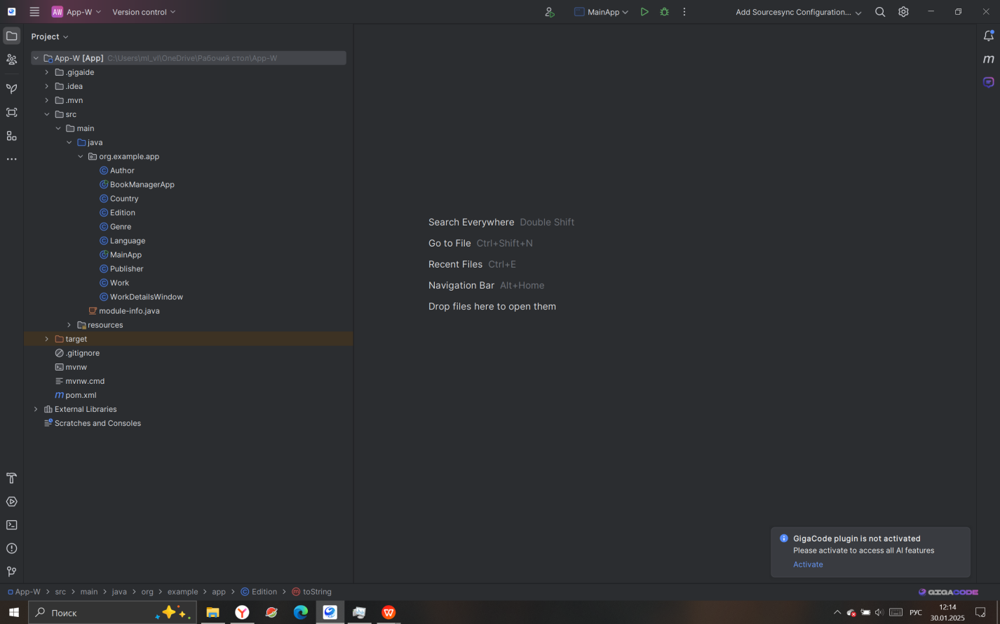 AW App-W Version control MainApp Add Sourcesync Configuration...
Project
App-W [App] C:\Users\ml_vl\OneDrive\Рабочий стол\App-W
.gigaide
.idea
.mvn
src
main
java
org.example.app
Author
BookManagerApp
Country
Edition
Genre
Language
MainApp
Publisher
Work
WorkDetailsWindow
module-info.java
resources
target
.gitignore
mvnw
mvnw.cmd
pom.xml
External Libraries
Scratches and Consoles
Search Everywhere Double Shift
Go to File Ctrl+Shift+N
Recent Files Ctrl+E
Navigation Bar Alt+Home
Drop files here to open them
GigaCode plugin is not activated
Please activate to access all AI features
Activate
App-W > src > main > java > org > example > app > Edition > toString
GIGACODE
Поиск
РУС
12:14
30.01.2025